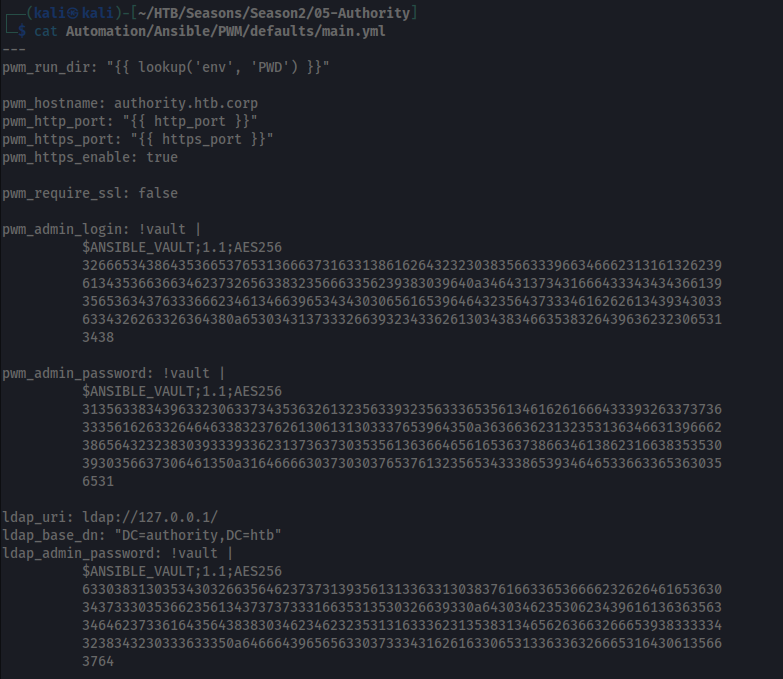 ┌──(kali㉿kali)-[~/HTB/Seasons/Season2/05-Authority]
└─$ cat Automation/Ansible/PWM/defaults/main.yml
---
pwm_run_dir: "{{ lookup('env', 'PWD') }}"
pwm_hostname: authority.htb.corp
pwm_http_port: "{{ http_port }}"
pwm_https_port: "{{ https_port }}"
pwm_https_enable: true
pwm_require_ssl: false
pwm_admin_login: !vault |
$ANSIBLE_VAULT;1.1;AES256
32666534386435366537653136663731633138616264323230383566333966346662313161326239
6134353663663462373265633832356663356239383039640a346431373431666433343434366139
35653634376333666234613466396534343030656165396464323564373334616262613439343033
6334326263326364380a653034313733326639323433626130343834663538326439636232306531
3438
pwm_admin_password: !vault |
$ANSIBLE_VAULT;1.1;AES256
31356338343963323063373435363261323563393235633365356134616261666433393263373736
3335616263326464633832376261306131303337653964350a363663623132353136346631396662
38656432323830393339336231373637303535613636646561653637386634613862316638353530
3930356637306461350a316466663037303037653761323565343338653934646533663365363035
6531
ldap_uri: ldap://127.0.0.1/
ldap_base_dn: "DC=authority,DC=htb"
ldap_admin_password: !vault |
$ANSIBLE_VAULT;1.1;AES256
63303831303534303266356462373731393561313336313038376166336536666232626461653630
3437333035366235613437373733316635313530326639330a643034623530623439616136363563
34646237336164356438383034623462323531316333623135383134656263663266653938333334
3238343230333633350a646664396565633037333431626163306531336336326665316430613566
3764